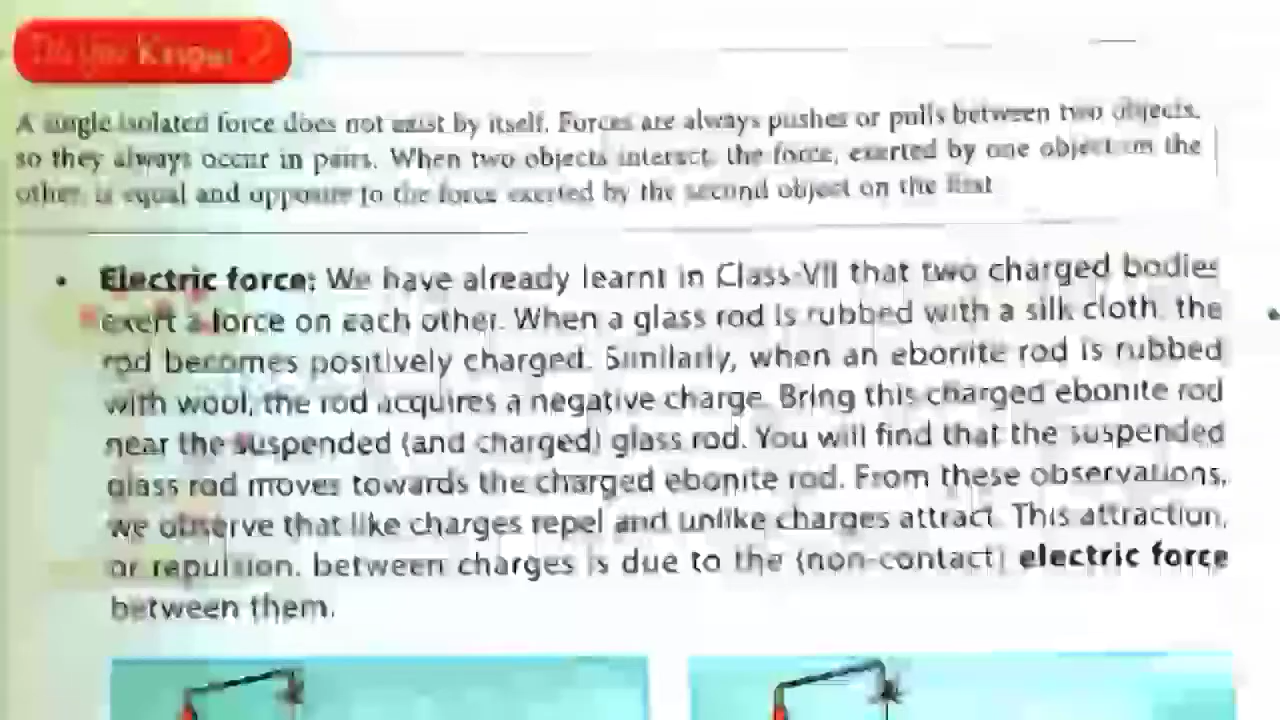 Do You Know?
A single isolated force does not exist by itself. Forces are always pushes or pulls between two objects,
so they always occur in pairs. When two objects interact, the force, exerted by one object on the
other, is equal and opposite to the force exerted by the second object on the first
• Electric force: We have already learnt in Class-VII that two charged bodies
exert a force on each other. When a glass rod is rubbed with a silk cloth, the
rod becomes positively charged. Similarly, when an ebonite rod is rubbed
with wool, the rod acquires a negative charge. Bring this charged ebonite rod
near the suspended (and charged) glass rod. You will find that the suspended
glass rod moves towards the charged ebonite rod. From these observations,
we observe that like charges repel and unlike charges attract. This attraction,
or repulsion, between charges is due to the (non-contact) electric force
between them.